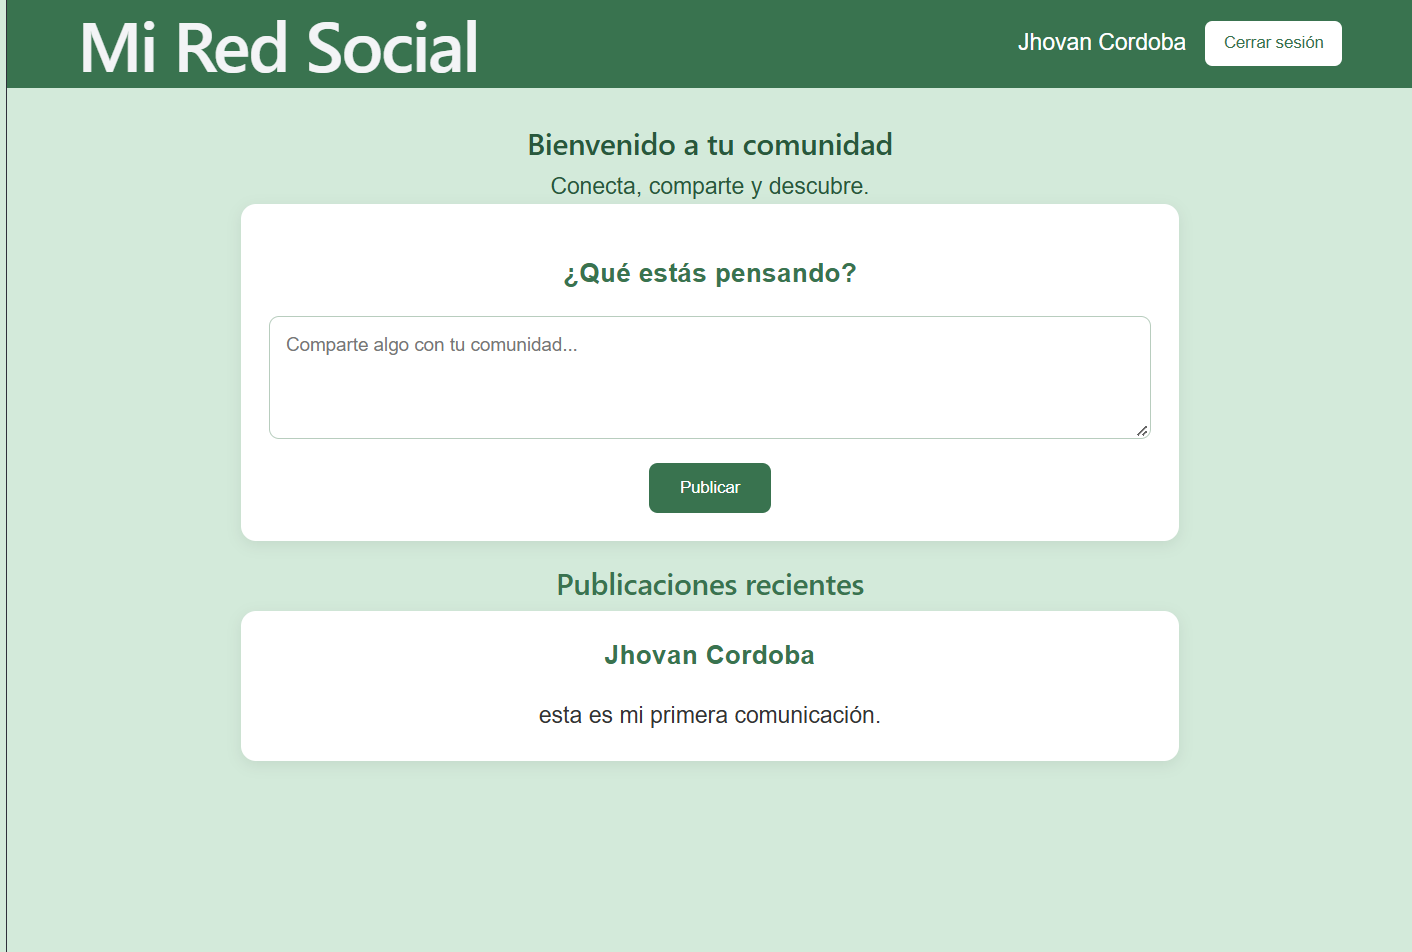 Mi Red Social
Jhovan Cordoba
Cerrar sesión
Bienvenido a tu comunidad
Conecta, comparte y descubre.
¿Qué estás pensando?
Comparte algo con tu comunidad...
Publicar
Publicaciones recientes
Jhovan Cordoba
esta es mi primera comunicación.